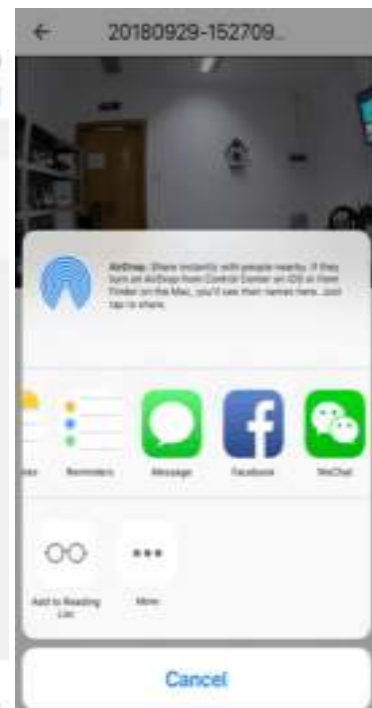 20180929-152709...
AirDrop. Share instantly with people nearby. If they
turn on AirDrop from Control Center on iOS or from
Finder on the Mac, you'll see their names here. Just
tap to share.
Reminders Message Facebook WeChat
Add to Reading
List
More
Cancel